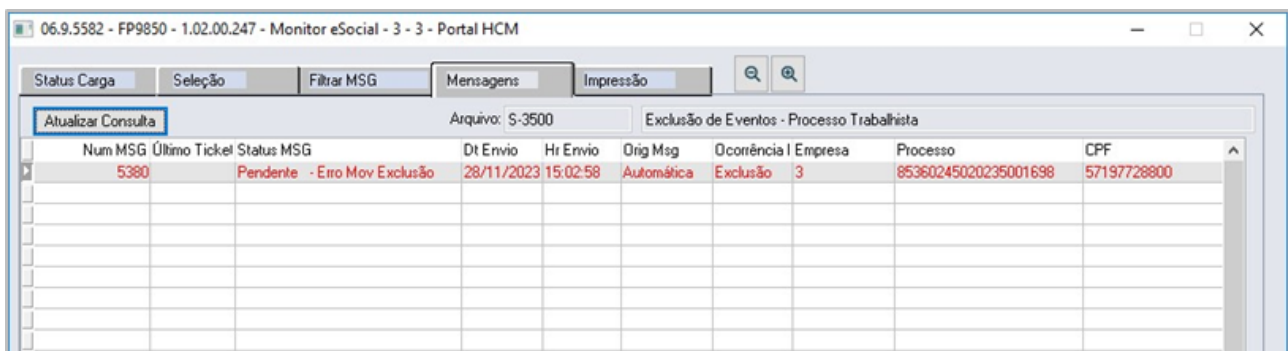 06.9.5582 - FP9850 - 1.02.00.247 - Monitor eSocial - 3 - 3 - Portal HCM
Status Carga Seleção Filtrar MSG Mensagens Impressão
Atualizar Consulta Arquivo: S-3500 Exclusão de Eventos - Processo Trabalhista
Num MSG Último Ticket Status MSG Dt Envio Hr Envio Orig Msg Ocorrência I Empresa Processo CPF
5380 Pendente - Erro Mov Exclusão 28/11/2023 15:02:58 Automática Exclusão 3 85360245020235001698 57197728800